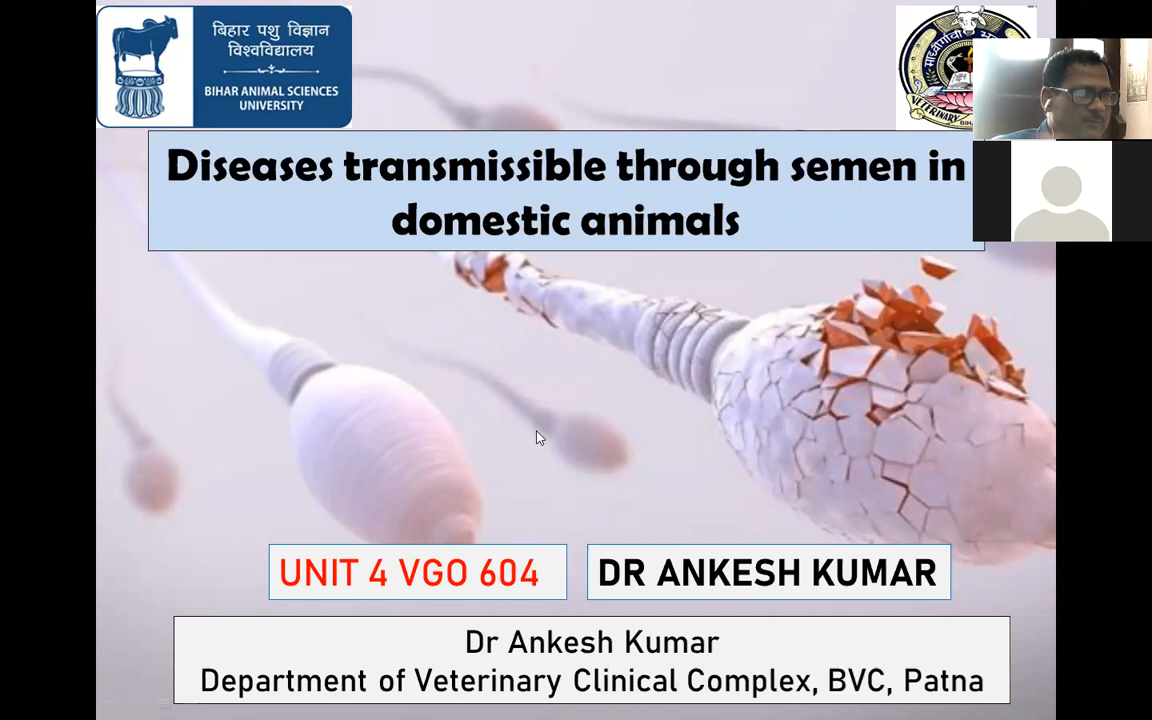 बिहार पशु विज्ञान
विश्वविद्यालय
BIHAR ANIMAL SCIENCES
UNIVERSITY
VETERINARY
Diseases transmissible through semen in
domestic animals
UNIT 4 VGO 604
DR ANKESH KUMAR
Dr Ankesh Kumar
Department of Veterinary Clinical Complex, BVC, Patna